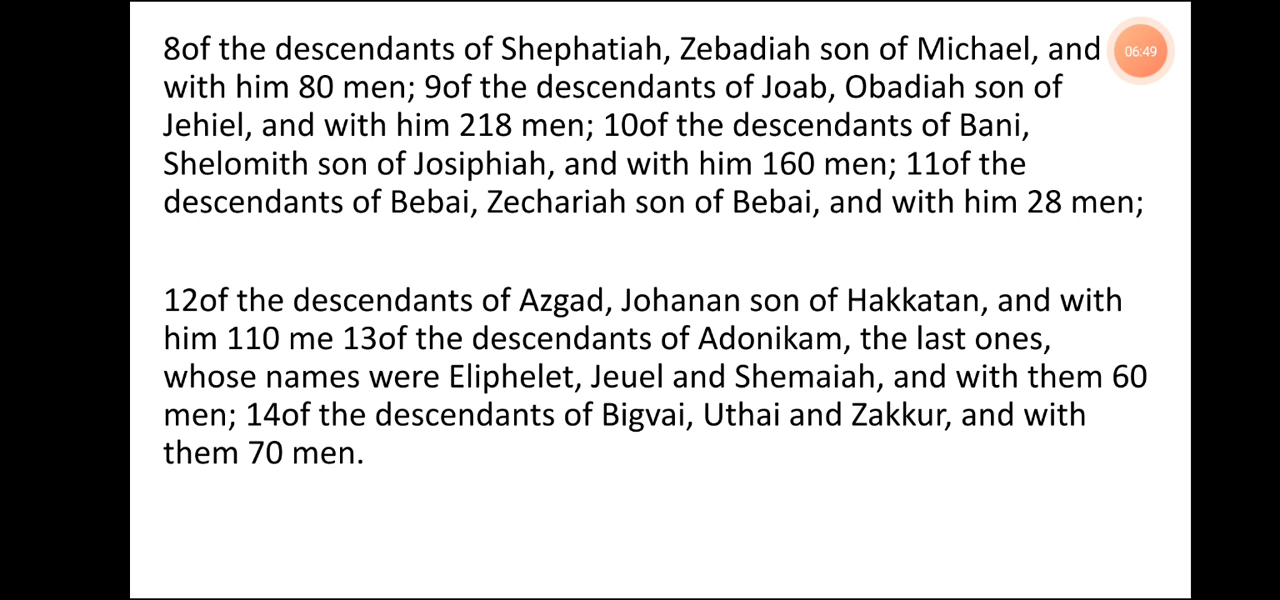 8of the descendants of Shephatiah, Zebadiah son of Michael, and
06:49
with him 80 men; 9of the descendants of Joab, Obadiah son of
Jehiel, and with him 218 men; 10of the descendants of Bani,
Shelomith son of Josiphiah, and with him 160 men; 11of the
descendants of Bebai, Zechariah son of Bebai, and with him 28 men;
12of the descendants of Azgad, Johanan son of Hakkatan, and with
him 110 me 13of the descendants of Adonikam, the last ones,
whose names were Eliphelet, Jeuel and Shemaiah, and with them 60
men; 14of the descendants of Bigvai, Uthai and Zakkur, and with
them 70 men.